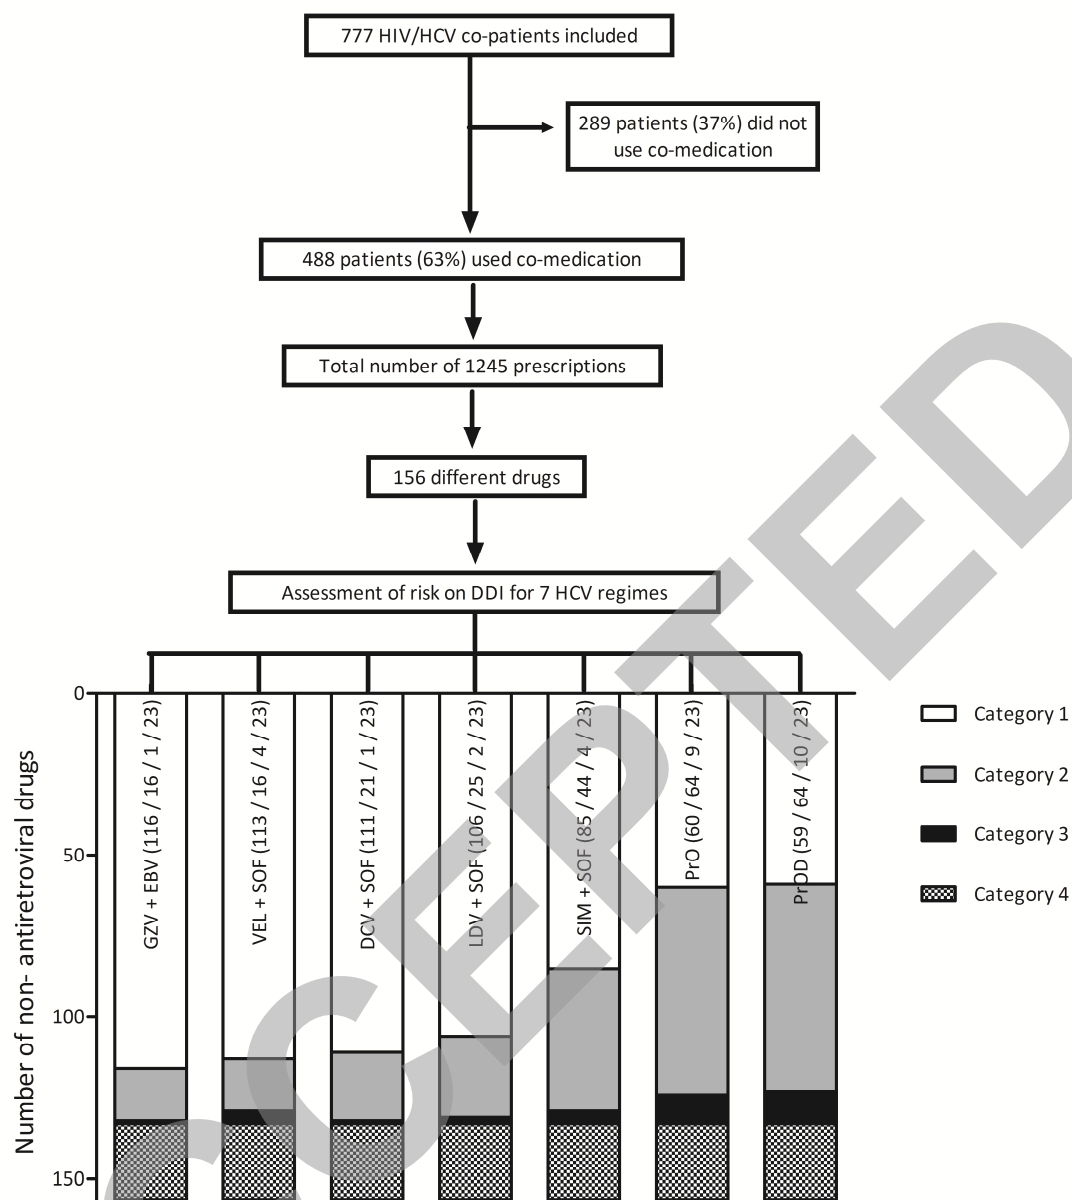 777 HIV/HCV co-patients included
289 patients (37%) did not
use co-medication
488 patients (63%) used co-medication
Total number of 1245 prescriptions
156 different drugs
Assessment of risk on DDI for 7 HCV regimes
Number of non- antiretroviral drugs
0
50
100
150
GZV + EBV (116 / 16 / 1 / 23)
VEL + SOF (113 / 16 / 4 / 23)
DCV + SOF (111 / 21 / 1 / 23)
LDV + SOF (106 / 25 / 2 / 23)
SIM + SOF (85 / 44 / 4 / 23)
PrO (60 / 64 / 9 / 23)
PrOD (59 / 64 / 10 / 23)
Category 1
Category 2
Category 3
Category 4
CCEPTED